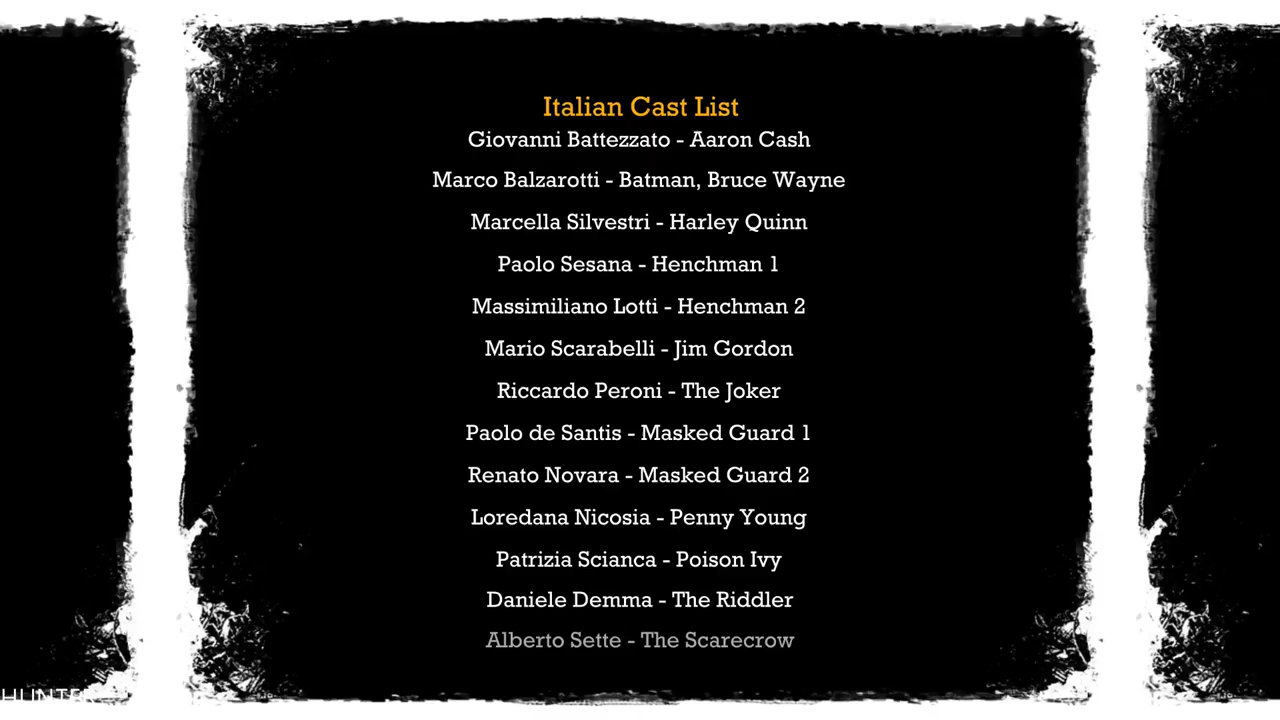 Italian Cast List
Giovanni Battezzato - Aaron Cash
Marco Balzarotti - Batman, Bruce Wayne
Marcella Silvestri - Harley Quinn
Paolo Sesana - Henchman 1
Massimiliano Lotti - Henchman 2
Mario Scarabelli - Jim Gordon
Riccardo Peroni - The Joker
Paolo de Santis - Masked Guard 1
Renato Novara - Masked Guard 2
Loredana Nicosia - Penny Young
Patrizia Scianca - Poison Ivy
Daniele Demma - The Riddler
Alberto Sette - The Scarecrow